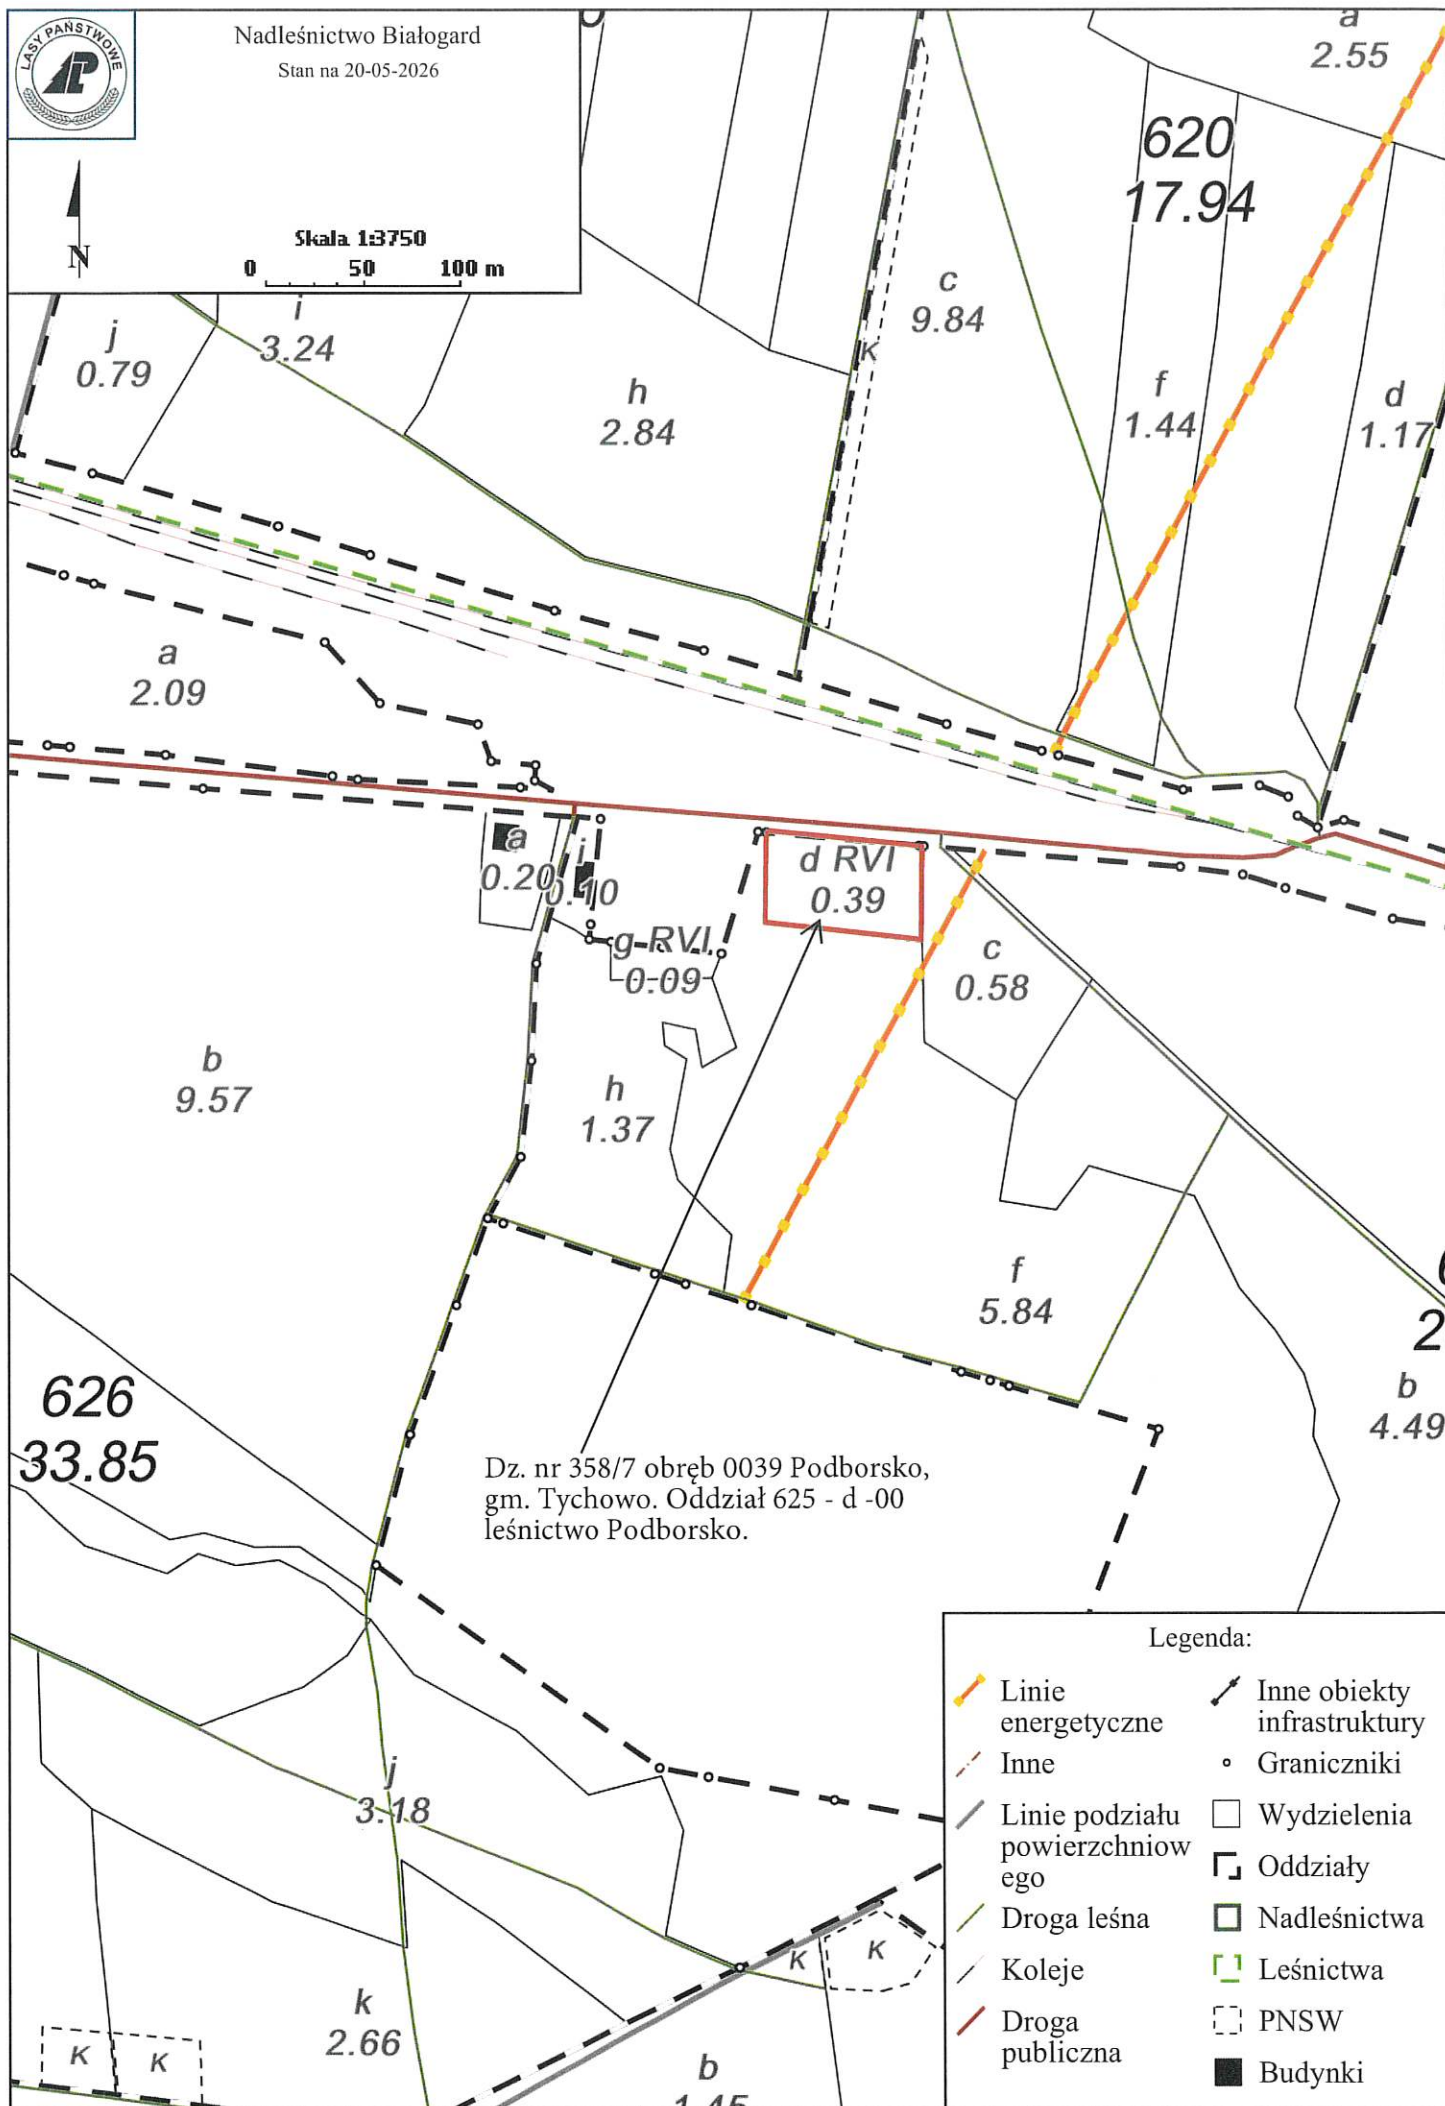 LASY PAŃSTWOWE
Nadleśnictwo Białogard
Stan na 20-05-2026
N
Skala 1:3750
0 50 100 m
a
2.55
620
17.94
c
9.84
i
3.24
j
0.79
K
h
2.84
f
1.44
d
1.17
a
2.09
a
0.20
i
0.10
d RVI
0.39
g RVI
0.09
c
0.58
b
9.57
h
1.37
f
5.84
626
33.85
2
b
4.49
Dz. nr 358/7 obręb 0039 Podborsko,
gm. Tychowo. Oddział 625 - d -00
leśnictwo Podborsko.
j
3.18
K
K
k
2.66
K
K
b
1.45
Legenda:
Linie
energetyczne
Inne
Linie podziału
powierzchniow
ego
Droga leśna
Koleje
Droga
publiczna
Inne obiekty
infrastruktury
Graniczniki
Wydzielenia
Oddziały
Nadleśnictwa
Leśnictwa
PNSW
Budynki